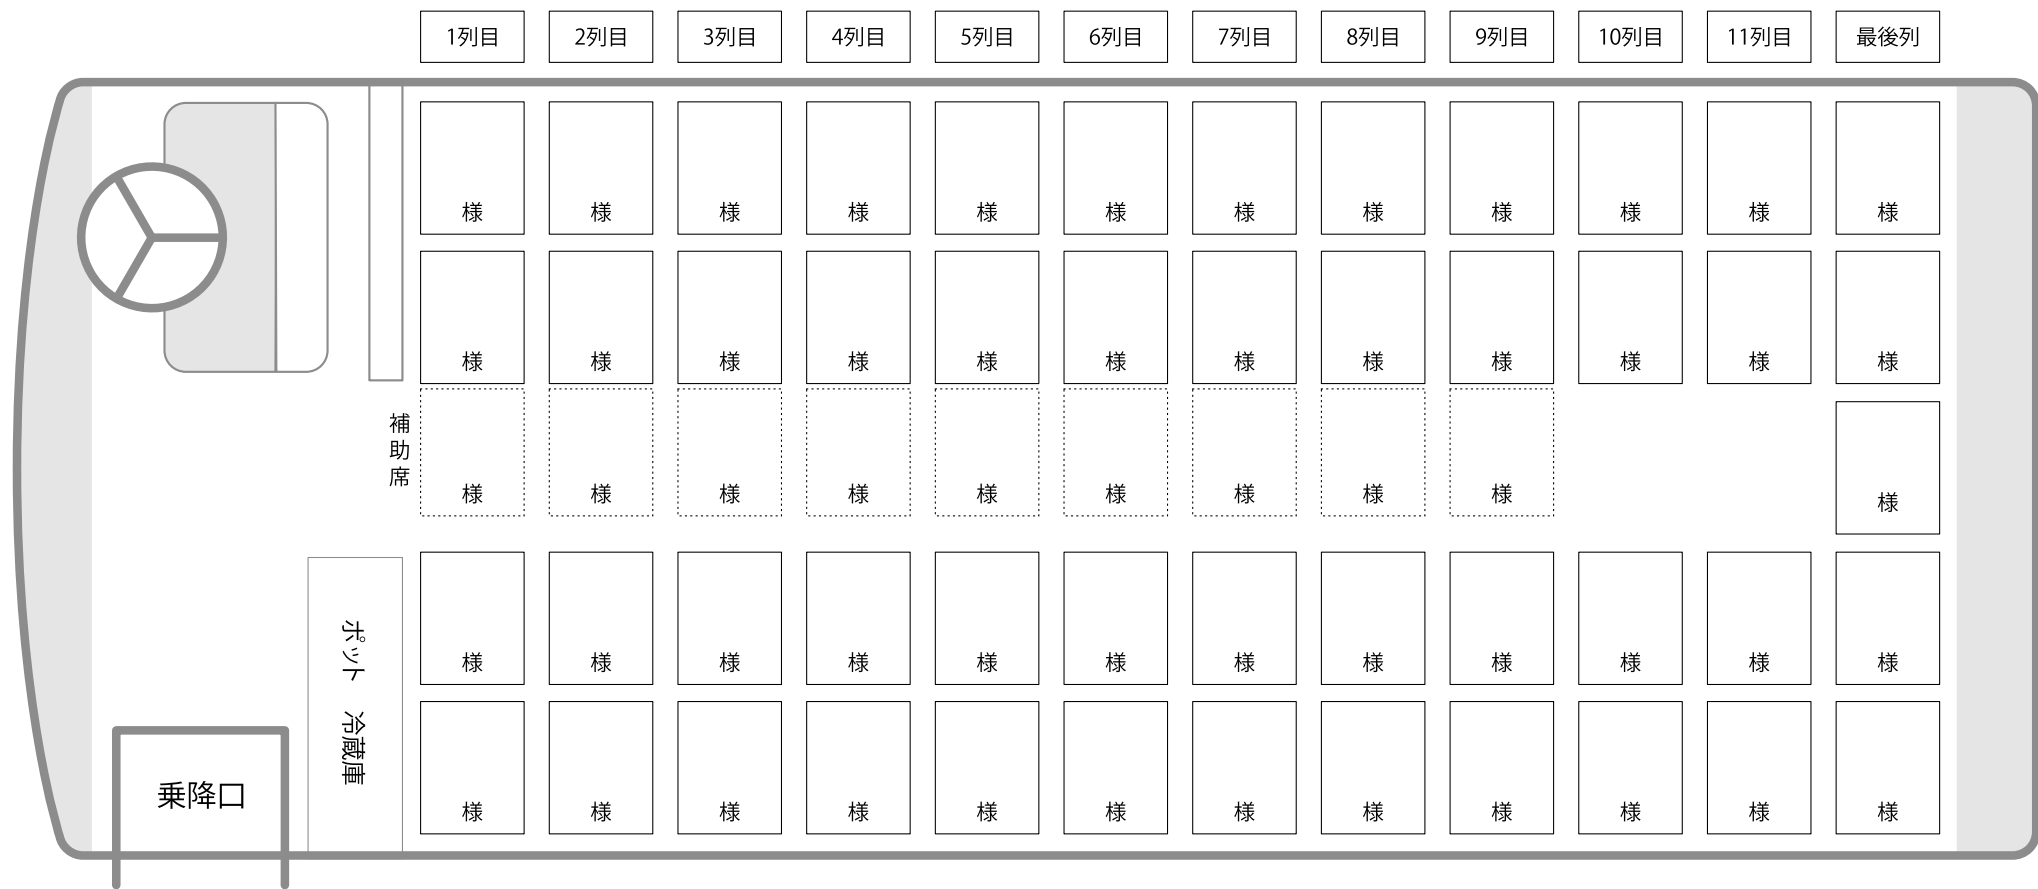 1列目 2列目 3列目 4列目 5列目 6列目 7列目 8列目 9列目 10列目 11列目 最後列
様 様 様 様 様 様 様 様 様 様 様 様
様 様 様 様 様 様 様 様 様 様 様 様
補助席
様 様 様 様 様 様 様 様 様 様
ポット 冷蔵庫
様 様 様 様 様 様 様 様 様 様 様 様
乗降口
様 様 様 様 様 様 様 様 様 様 様 様